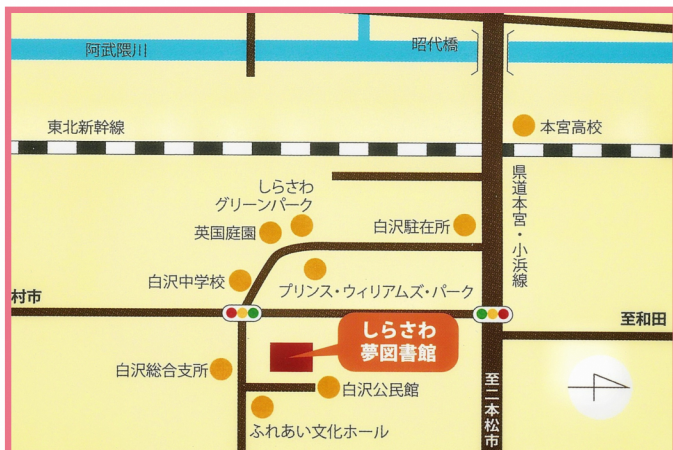 阿武隈川
昭代橋
東北新幹線
本宮高校
県道本宮・小浜線
しらさわ
グリーンパーク
英国庭園
白沢駐在所
白沢中学校
プリンス・ウィリアムズ・パーク
村市
至和田
しらさわ
夢図書館
白沢総合支所
白沢公民館
至二本松市
ふれあい文化ホール